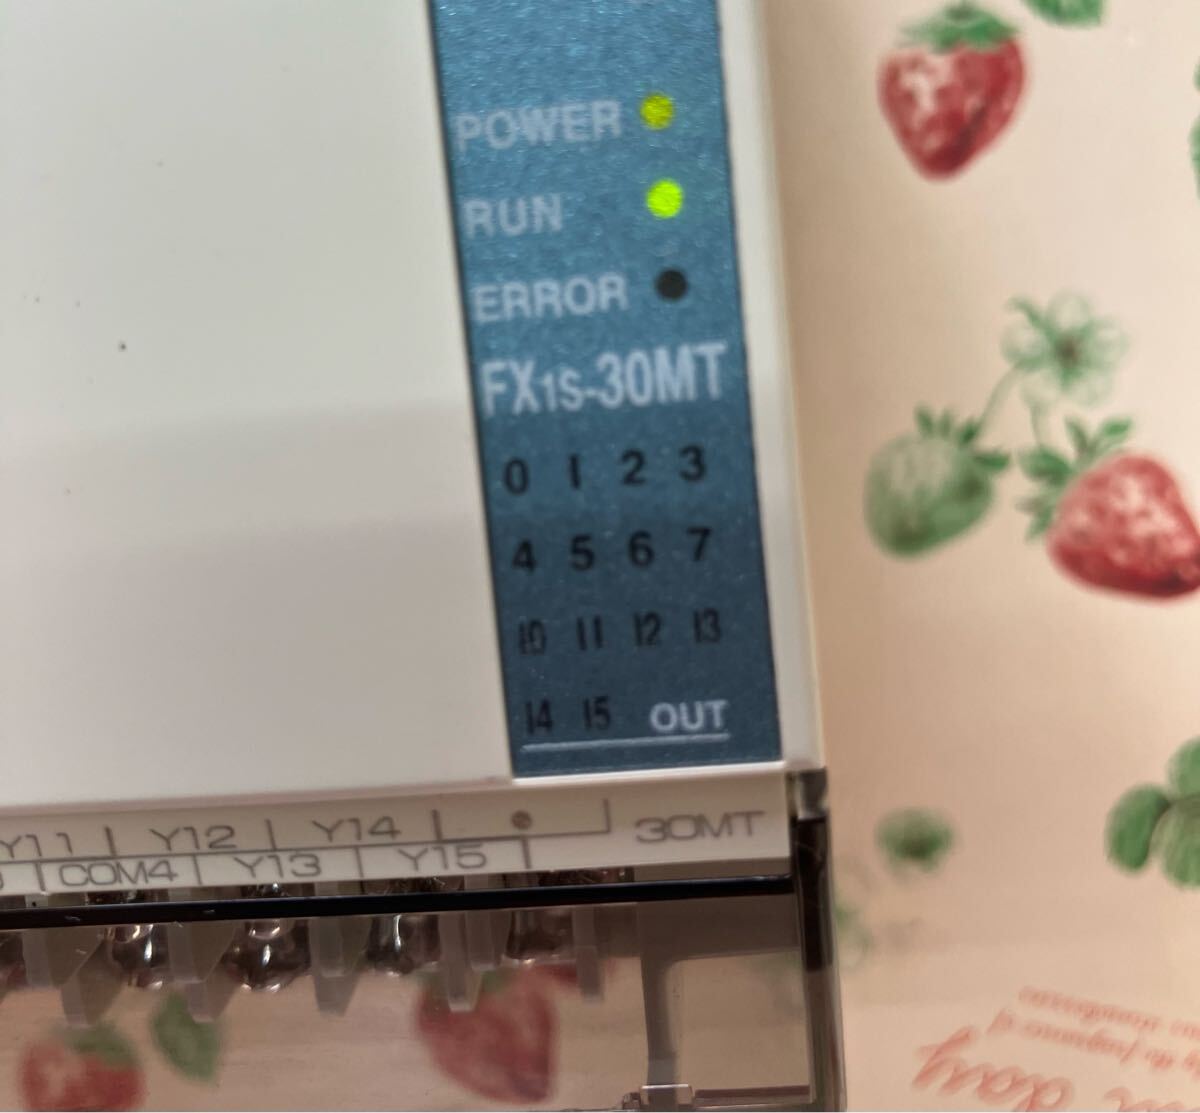 POWER
RUN
ERROR
FX1S-30MT
0 1 2 3
4 5 6 7
10 11 12 13
14 15 OUT
Y11 Y12 Y14 30MT
COM4 Y13 Y15